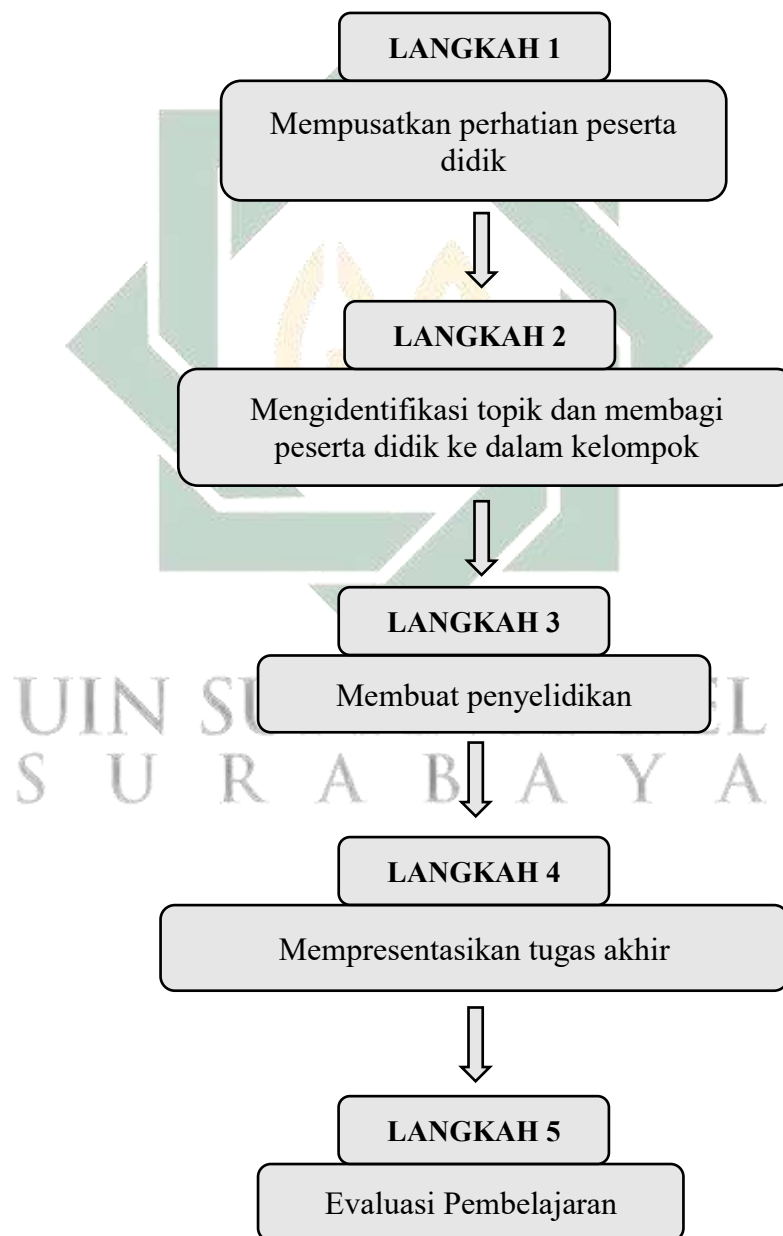 LANGKAH 1
Mempusatkan perhatian peserta
didik
LANGKAH 2
Mengidentifikasi topik dan membagi
peserta didik ke dalam kelompok
LANGKAH 3
Membuat penyelidikan
UIN SU EL
SURABAYA
LANGKAH 4
Mempresentasikan tugas akhir
LANGKAH 5
Evaluasi Pembelajaran